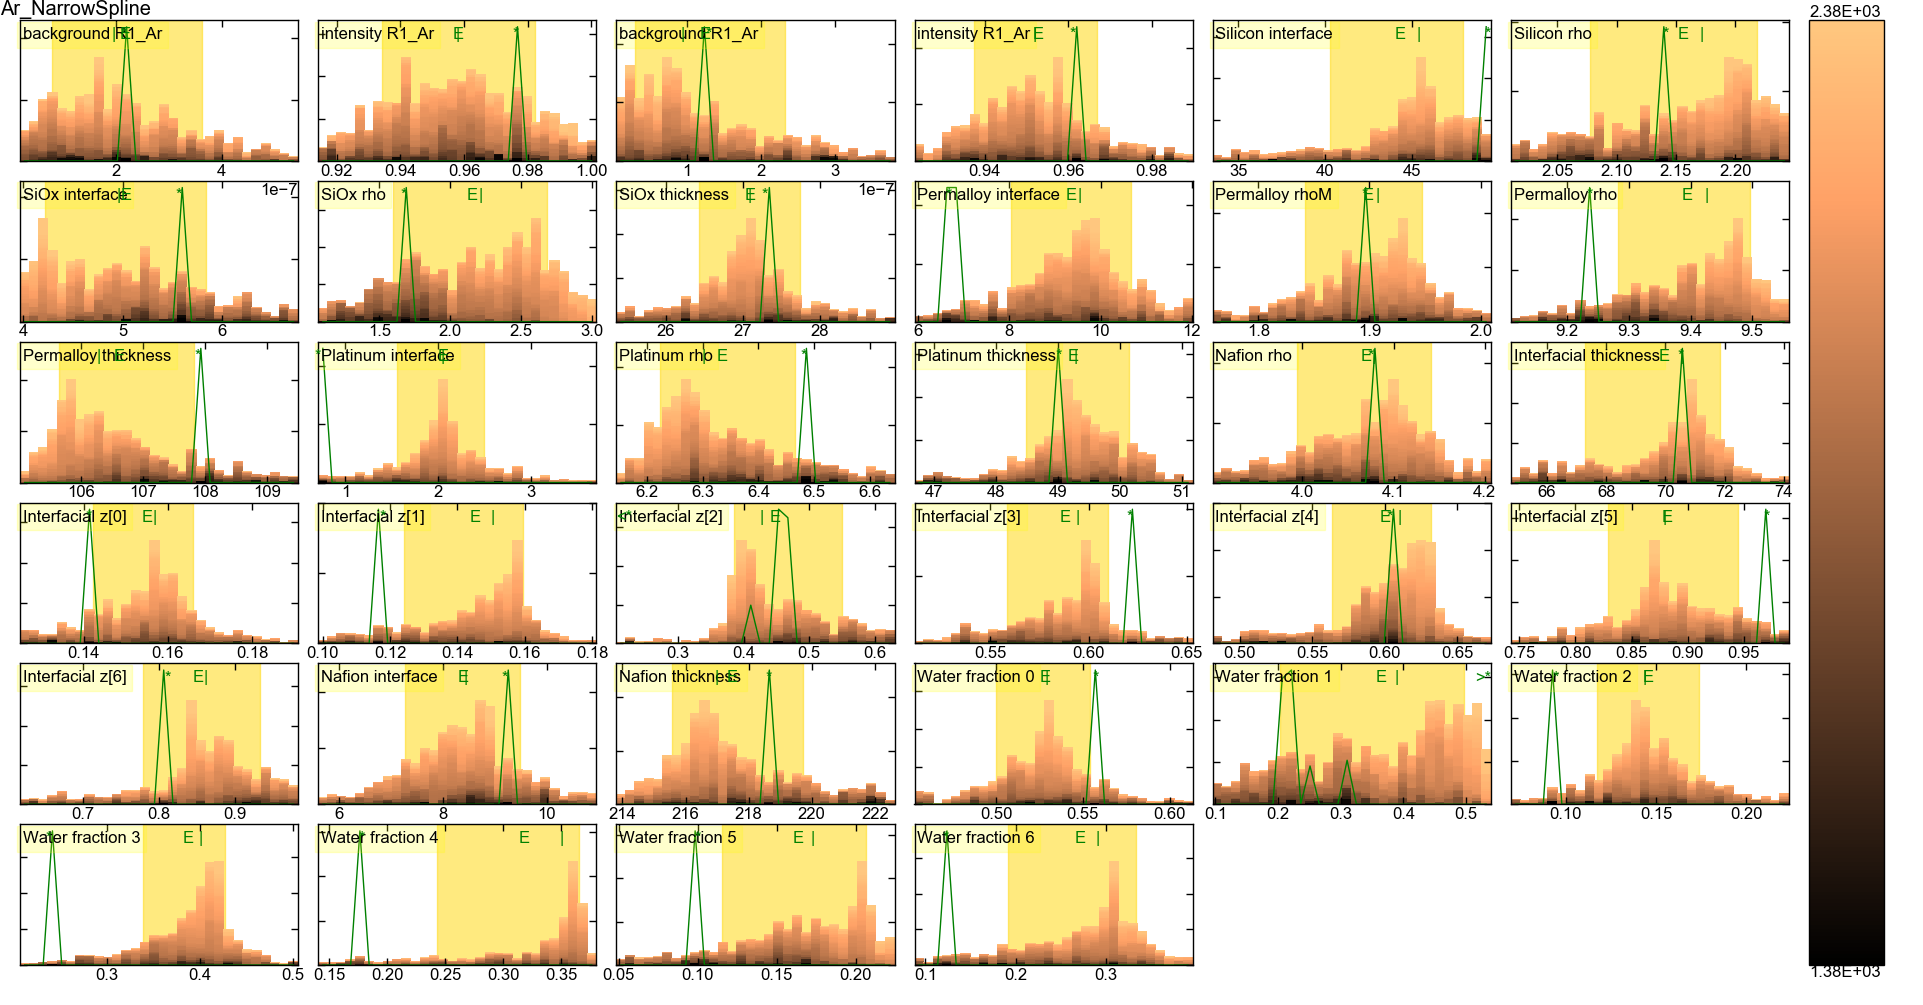 Ar_NarrowSpline
2.38E+03
background R1_Ar | E *
2 4
intensity R1_Ar E *
0.92 0.94 0.96 0.98 1.00
background R1_Ar | E *
1 2 3
intensity R1_Ar | E *
0.94 0.96 0.98
Silicon interface E | *
35 40 45
Silicon rho * E |
2.05 2.10 2.15 2.20
SiOx interface E * 1e−7
4 5 6
SiOx rho * E|
1.5 2.0 2.5 3.0
SiOx thickness E * 1e−7
26 27 28
Permalloy interface E|
6 8 10 12
Permalloy rhoM E|
1.8 1.9 2.0
Permalloy rho E |
9.2 9.3 9.4 9.5
Permalloy thickness | E *
106 107 108 109
Platinum interface * E
1 2 3
Platinum rho | E *
6.2 6.3 6.4 6.5 6.6
Platinum thickness * E
47 48 49 50 51
Nafion rho E *
4.0 4.1 4.2
Interfacial thickness E *
66 68 70 72 74
Interfacial z[0] * E|
0.14 0.16 0.18
Interfacial z[1] * E |
0.10 0.12 0.14 0.16 0.18
Interfacial z[2] <* | E
0.3 0.4 0.5 0.6
Interfacial z[3] E | *
0.55 0.60 0.65
Interfacial z[4] E * |
0.50 0.55 0.60 0.65
Interfacial z[5] E *
0.75 0.80 0.85 0.90 0.95
Interfacial z[6] * E|
0.7 0.8 0.9
Nafion interface E *
6 8 10
Nafion thickness | E *
214 216 218 220 222
Water fraction 0 E *
0.50 0.55 0.60
Water fraction 1 E | >*
0.1 0.2 0.3 0.4 0.5
Water fraction 2 * |E
0.10 0.15 0.20
Water fraction 3 E |
0.3 0.4 0.5
Water fraction 4 E |
0.15 0.20 0.25 0.30 0.35
Water fraction 5 E |
0.05 0.10 0.15 0.20
Water fraction 6 E |
0.1 0.2 0.3
1.38E+03